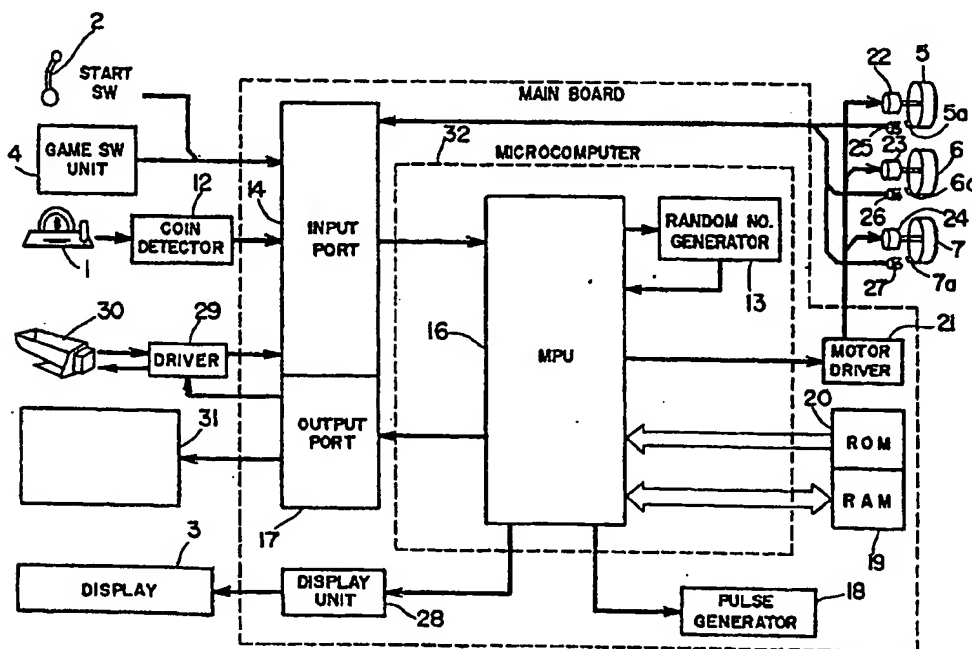 2
START
SW
MAIN BOARD
22
5
5a
GAME SW
UNIT
4
32
MICROCOMPUTER
25
23
6
14
12
INPUT
PORT
RANDOM NO.
GENERATOR
26
24
COIN
DETECTOR
1
13
7
27
7a
30
29
16
MPU
21
DRIVER
MOTOR
DRIVER
31
OUTPUT
PORT
20
ROM
RAM
17
19
3
DISPLAY
DISPLAY
UNIT
28
18
PULSE
GENERATOR